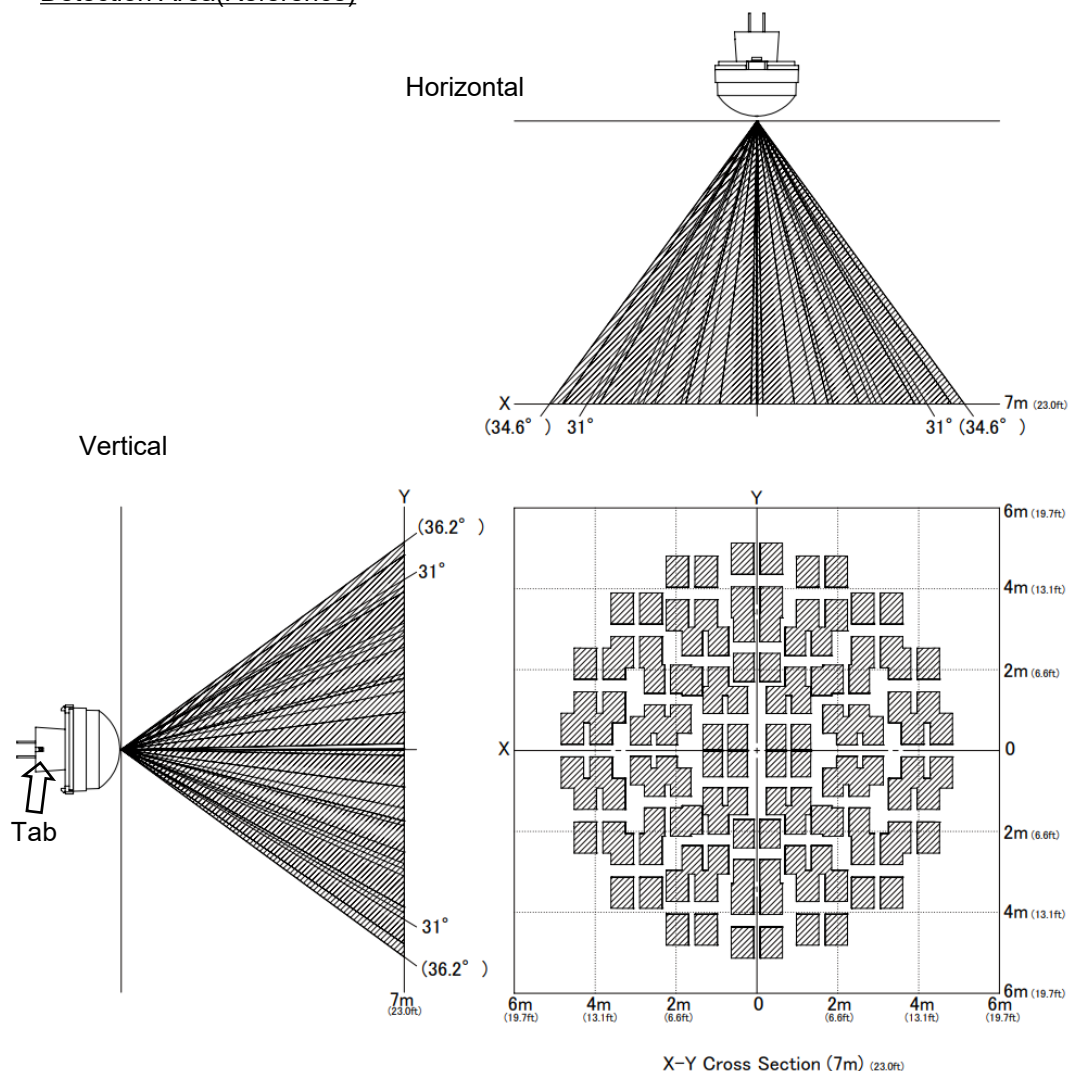 Detection Area(Reference)
Horizontal
X
7m (23.0ft)
(34.6° ) 31°
31° (34.6° )
Vertical
Y
(36.2° )
31°
31°
(36.2° )
7m
(23.0ft)
Tab
Y
6m (19.7ft)
4m (13.1ft)
2m (6.6ft)
X
0
2m (6.6ft)
4m (13.1ft)
6m (19.7ft)
6m 4m 2m 0 2m 4m 6m
(19.7ft) (13.1ft) (6.6ft) (6.6ft) (13.1ft) (19.7ft)
X-Y Cross Section (7m) (23.0ft)